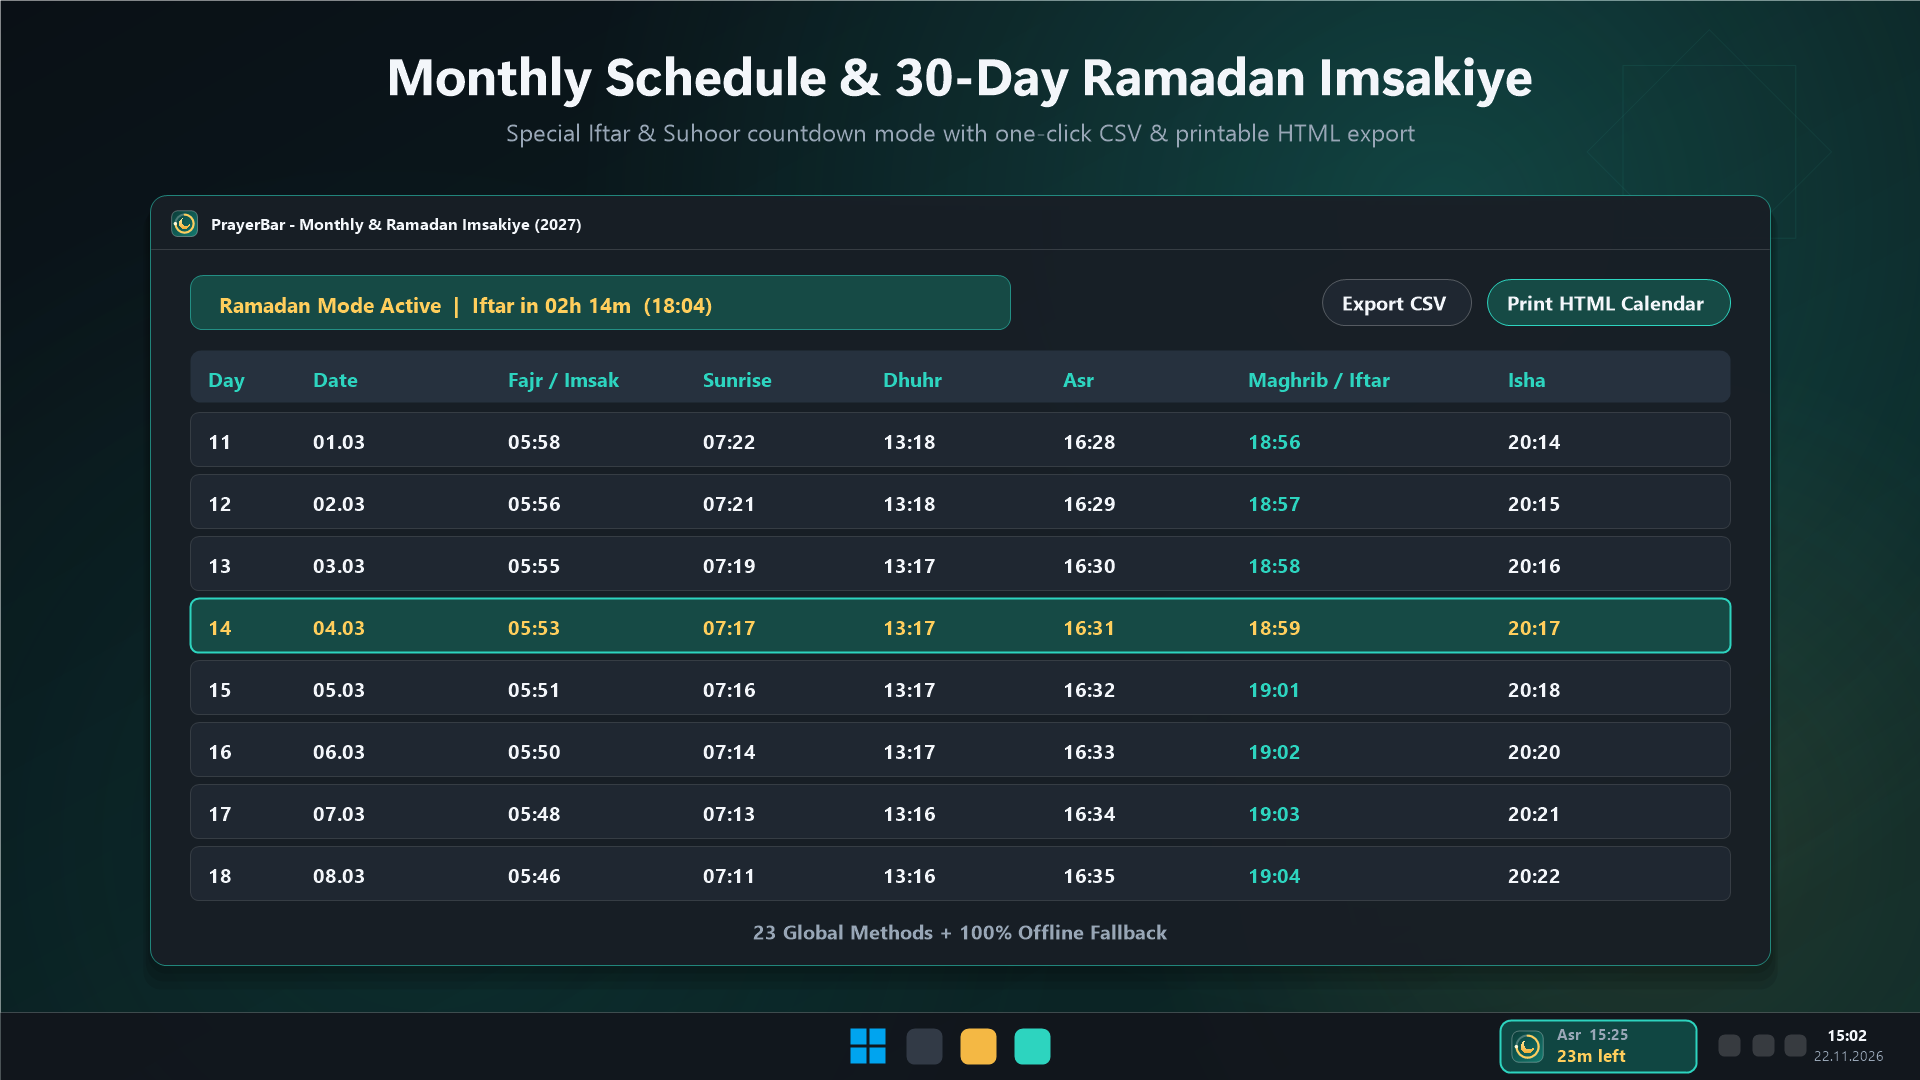 Monthly Schedule & 30-Day Ramadan Imsakiye
Special Iftar & Suhoor countdown mode with one-click CSV & printable HTML export
PrayerBar - Monthly & Ramadan Imsakiye (2027)
Ramadan Mode Active | Iftar in 02h 14m (18:04)
Export CSV
Print HTML Calendar
Day Date Fajr / Imsak Sunrise Dhuhr Asr Maghrib / Iftar Isha
11 01.03 05:58 07:22 13:18 16:28 18:56 20:14
12 02.03 05:56 07:21 13:18 16:29 18:57 20:15
13 03.03 05:55 07:19 13:17 16:30 18:58 20:16
14 04.03 05:53 07:17 13:17 16:31 18:59 20:17
15 05.03 05:51 07:16 13:17 16:32 19:01 20:18
16 06.03 05:50 07:14 13:17 16:33 19:02 20:20
17 07.03 05:48 07:13 13:16 16:34 19:03 20:21
18 08.03 05:46 07:11 13:16 16:35 19:04 20:22
23 Global Methods + 100% Offline Fallback
Asr 15:25
23m left
15:02
22.11.2026